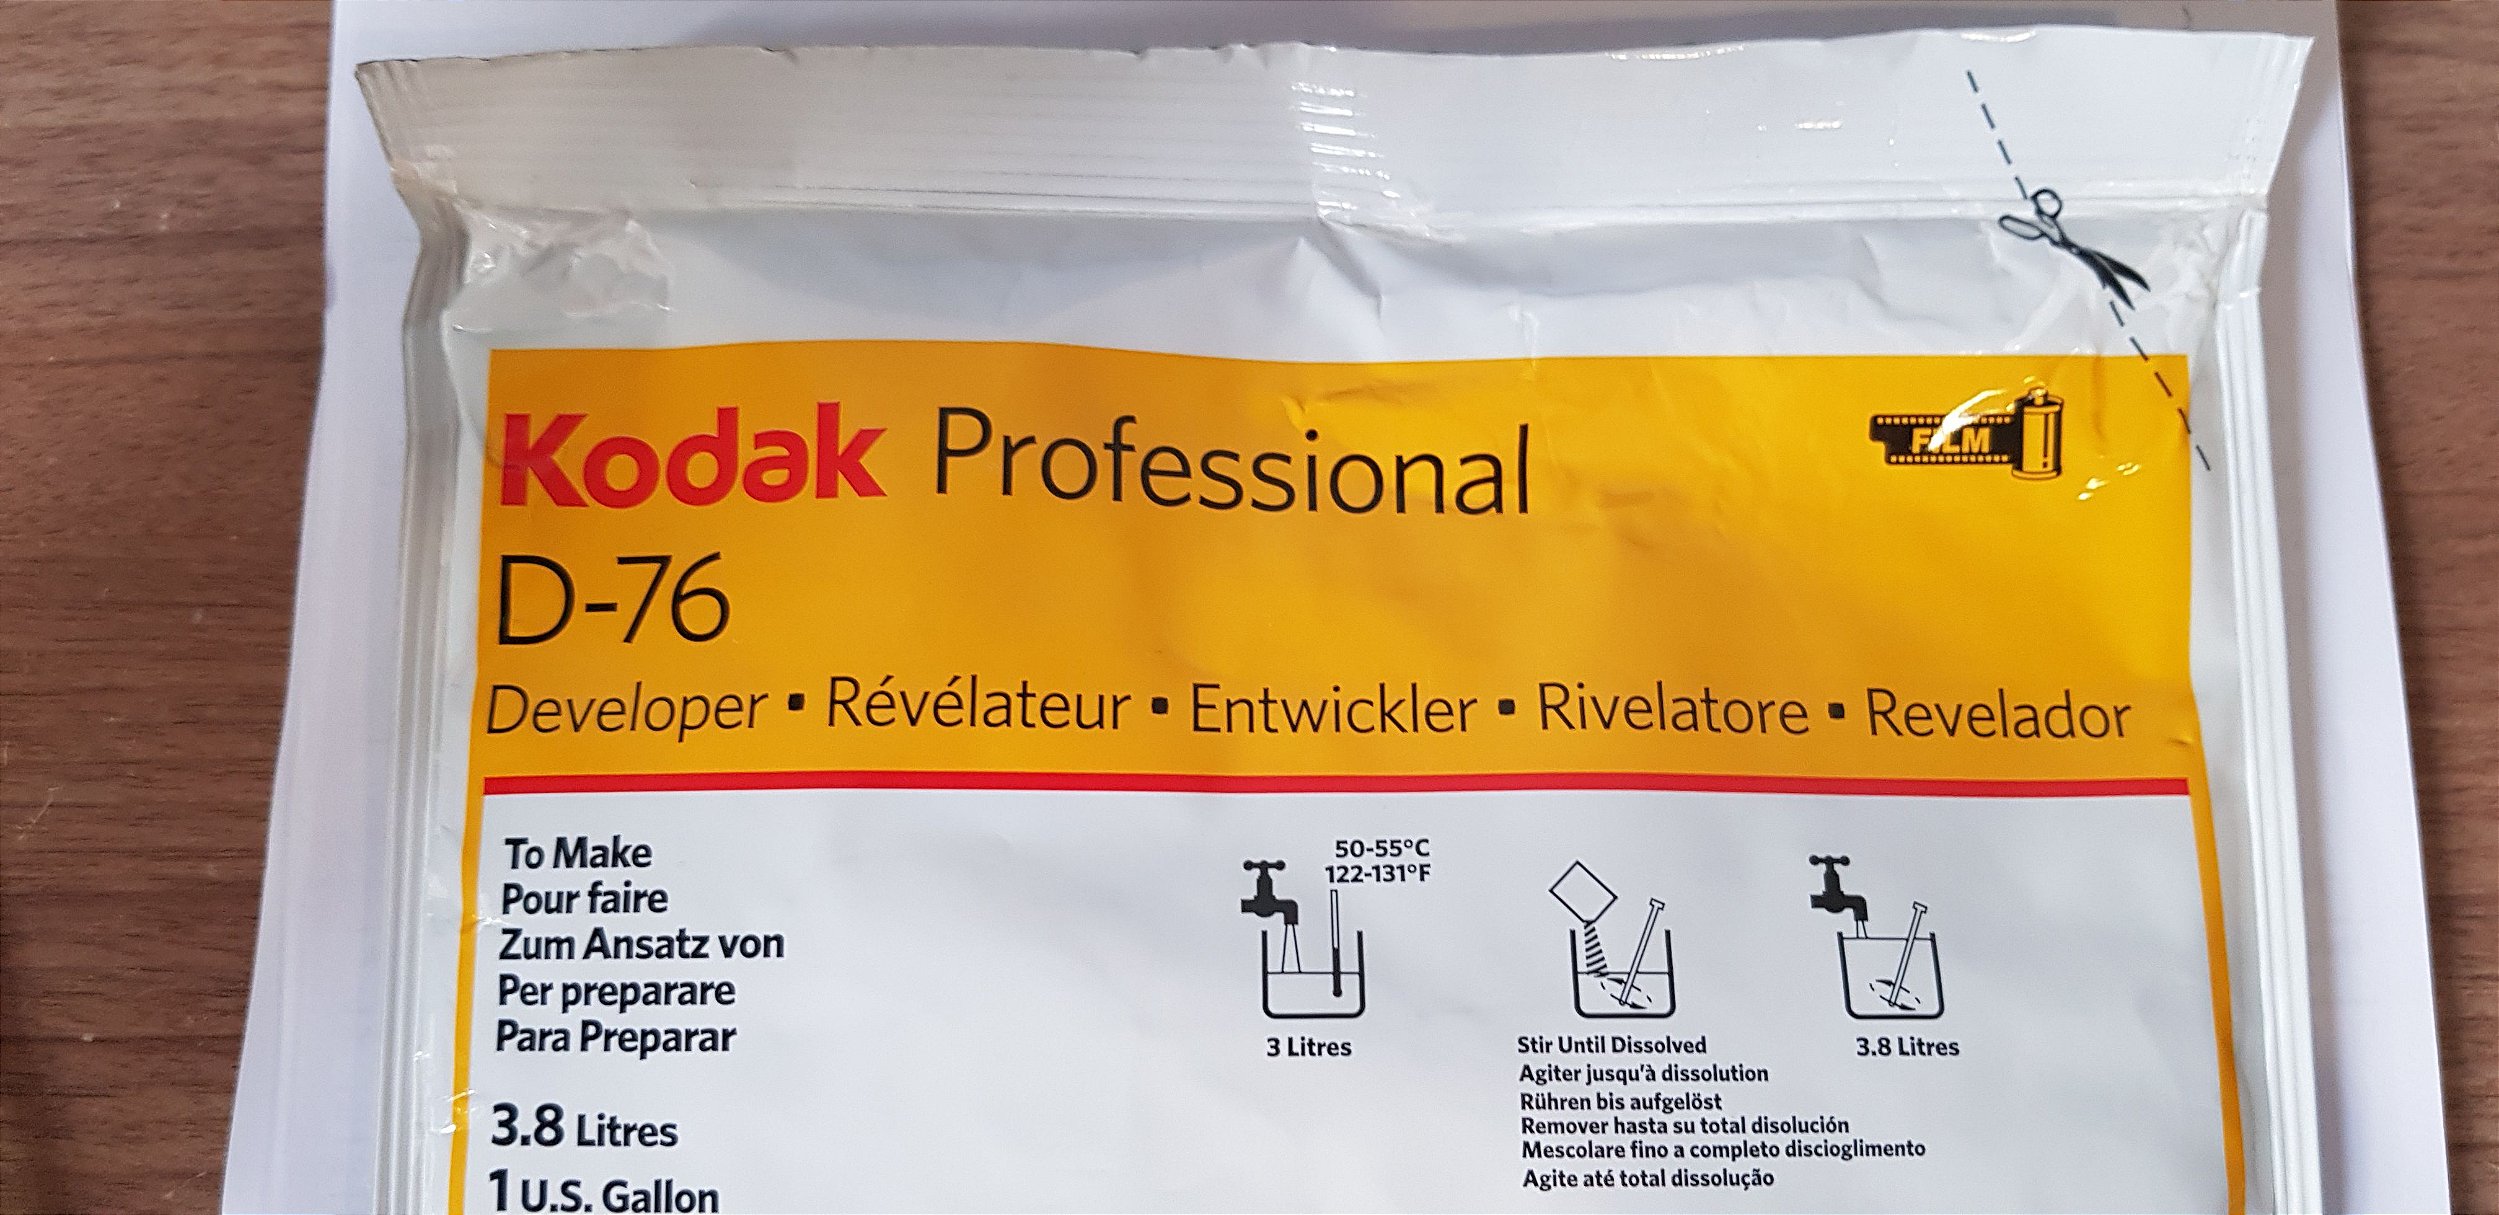 Kodak Professional
FILM
D-76
Developer ▪ Révélateur ▪ Entwickler ▪ Rivelatore ▪ Revelador
To Make
Pour faire
Zum Ansatz von
Per preparare
Para Preparar
3.8 Litres
1 U.S. Gallon
50-55°C
122-131°F
3 Litres
Stir Until Dissolved
Agiter jusqu'à dissolution
Rühren bis aufgelöst
Remover hasta su total disolución
Mescolare fino a completo discioglimento
Agite até total dissolução
3.8 Litres